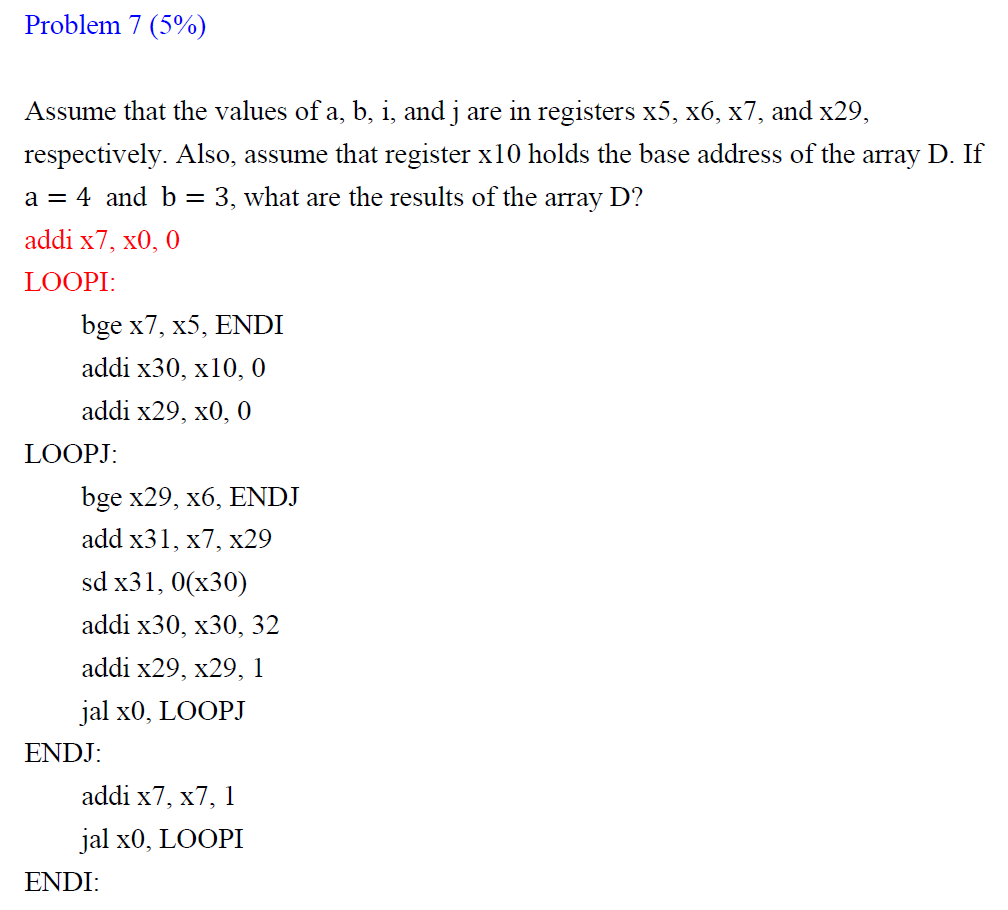 Problem 7 (5%)
Assume that the values of a, b, i, and j are in registers x5, x6, x7, and x29,
respectively. Also, assume that register x10 holds the base address of the array D. If
a = 4 and b = 3, what are the results of the array D?
addi x7, x0, 0
LOOPI:
bge x7, x5, ENDI
addi x30, x10, 0
addi x29, x0, 0
LOOPJ:
bge x29, x6, ENDJ
add x31, x7, x29
sd x31, 0(x30)
addi x30, x30, 32
addi x29, x29, 1
jal x0, LOOPJ
ENDJ:
addi x7, x7, 1
jal x0, LOOPI
ENDI: